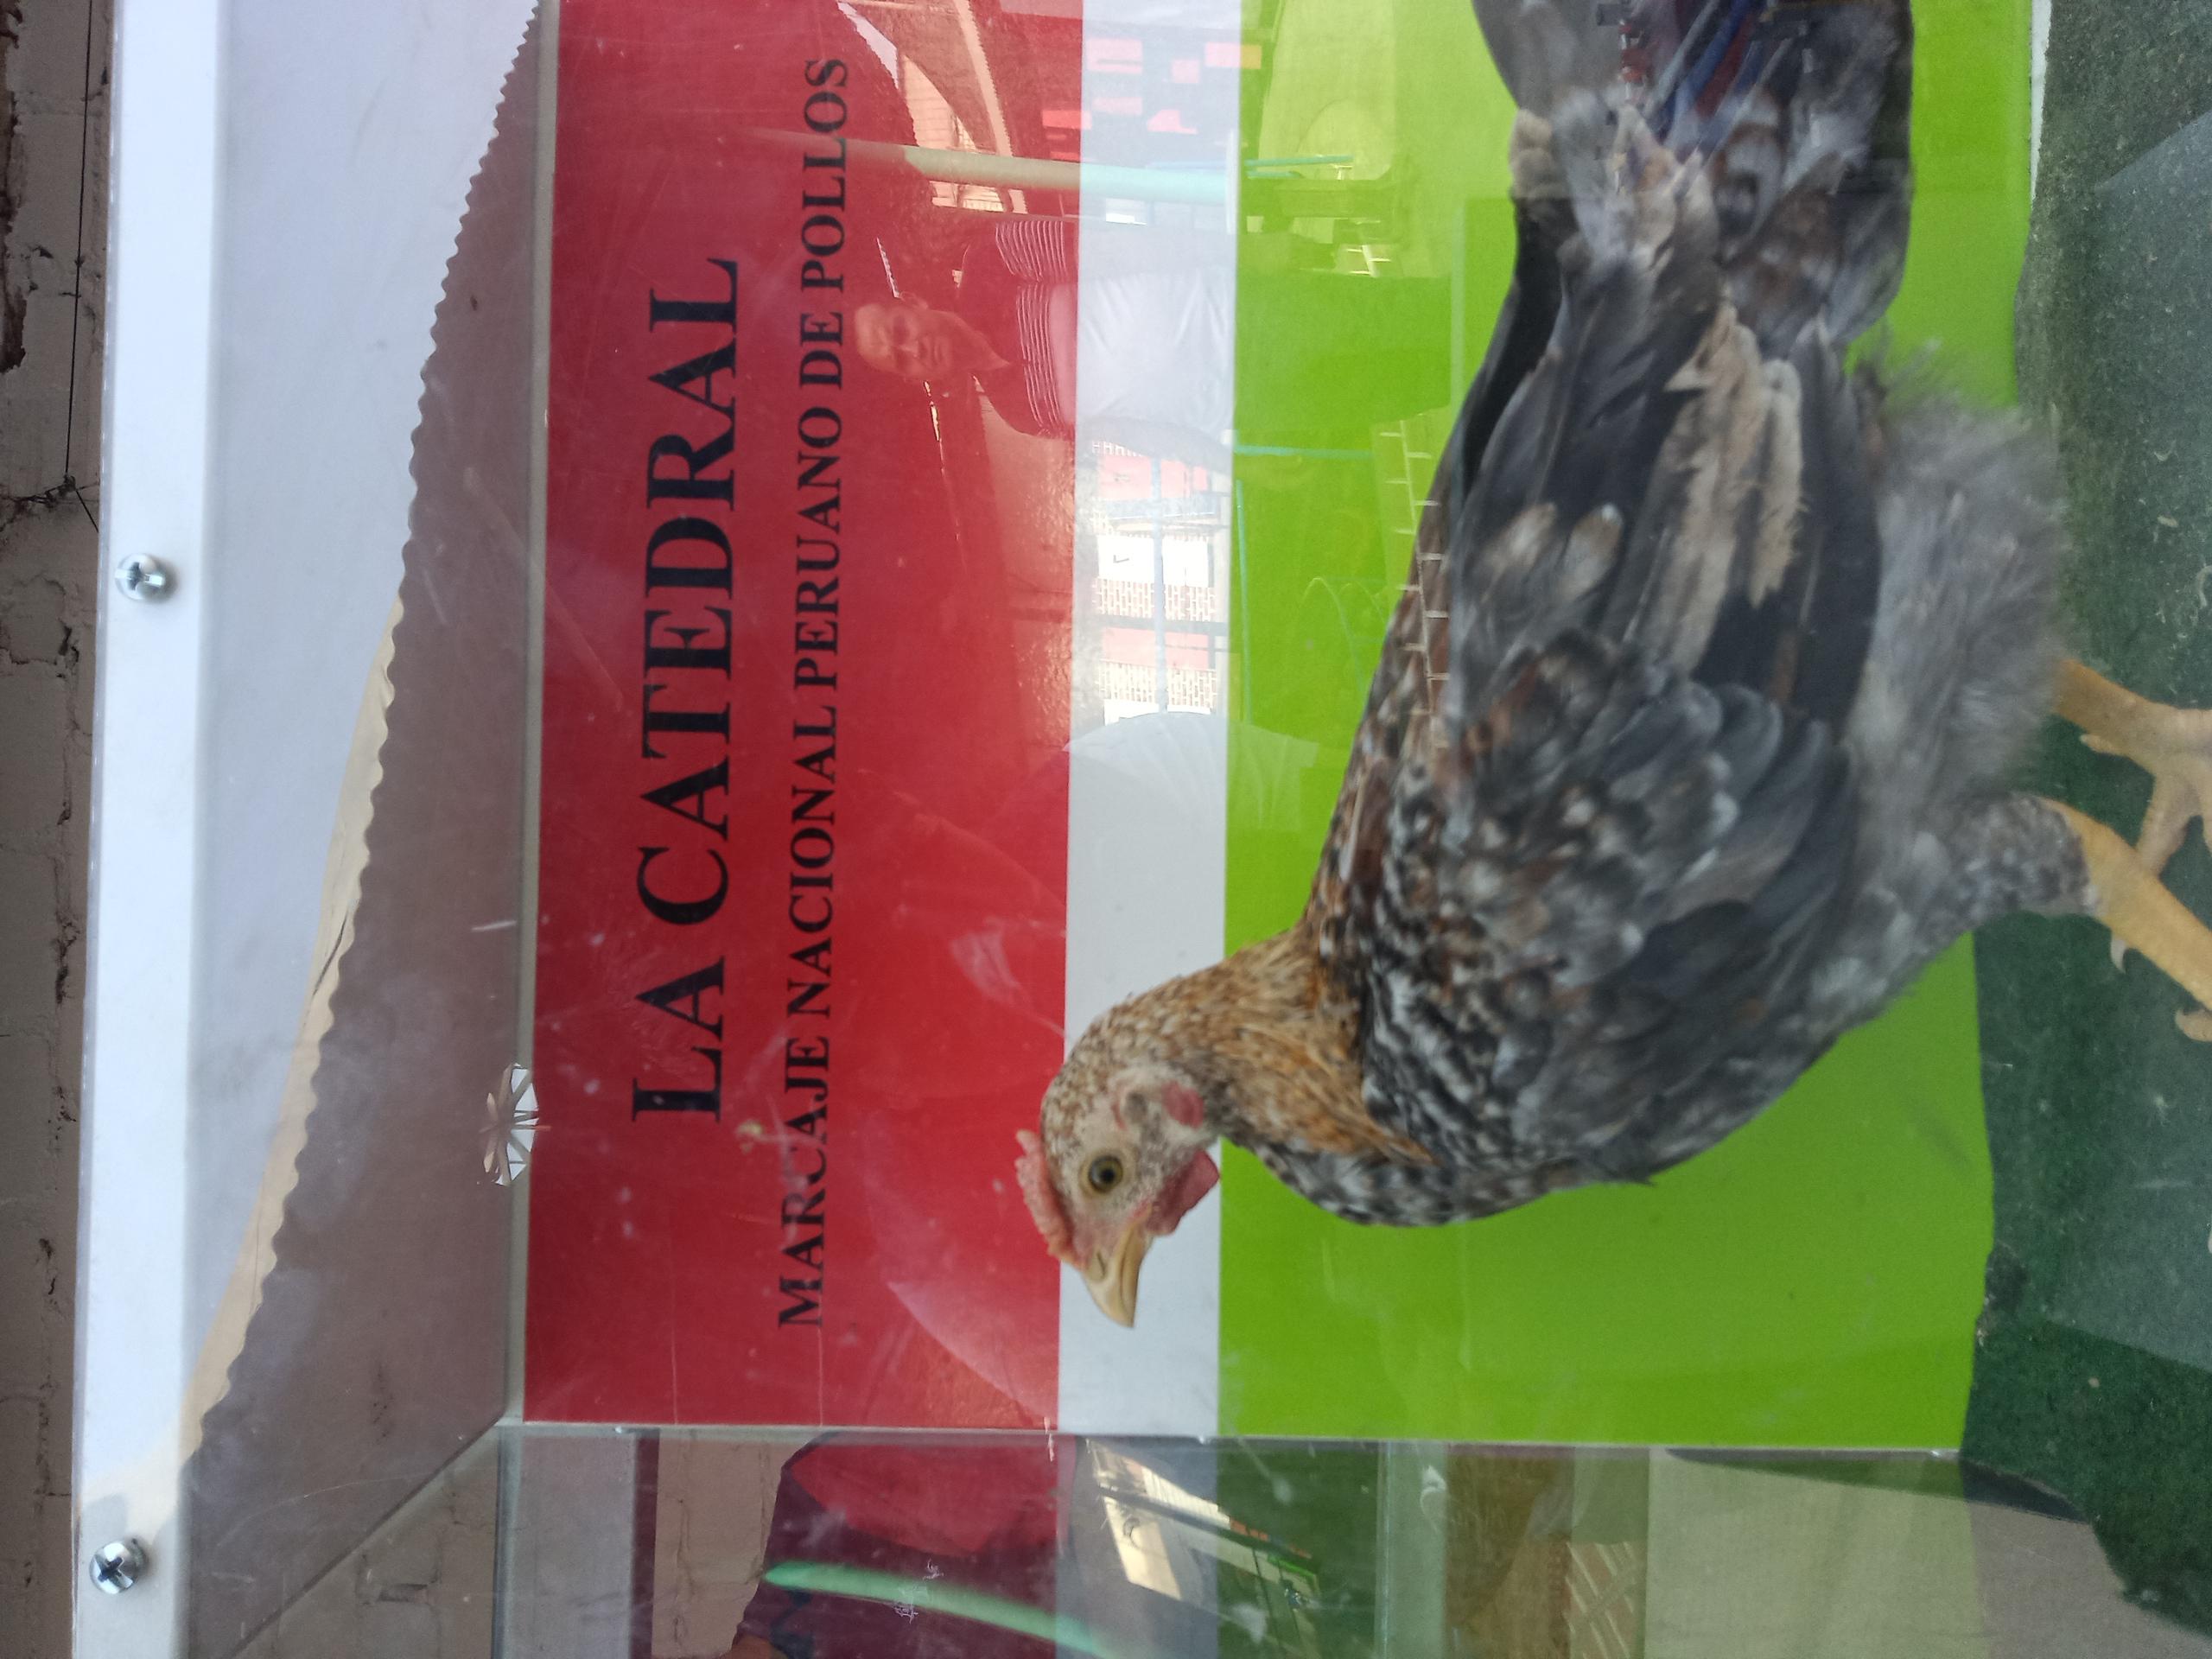 LA CATEDRAL
MARCAJE NACIONAL PERUANO DE POLLOS